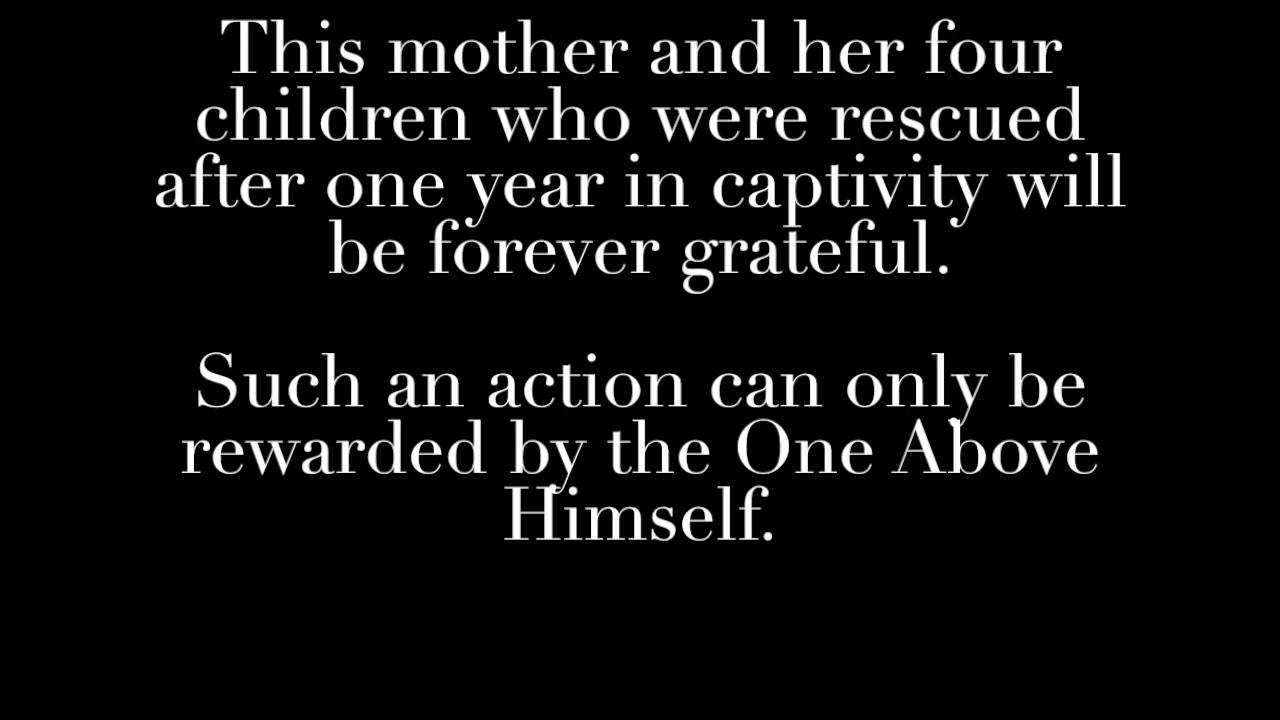 This mother and her four
children who were rescued
after one year in captivity will
be forever grateful.
Such an action can only be
rewarded by the One Above
Himself.